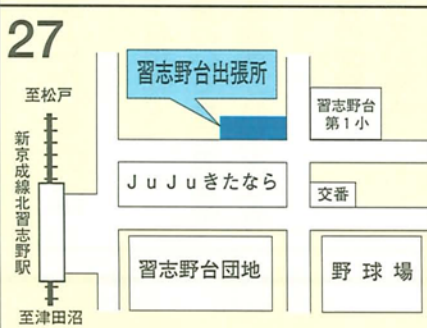 27
至松戸
新京成線北習志野駅
至津田沼
習志野台出張所
習志野台
第1小
JuJuきたなら
交番
習志野台団地
野球場